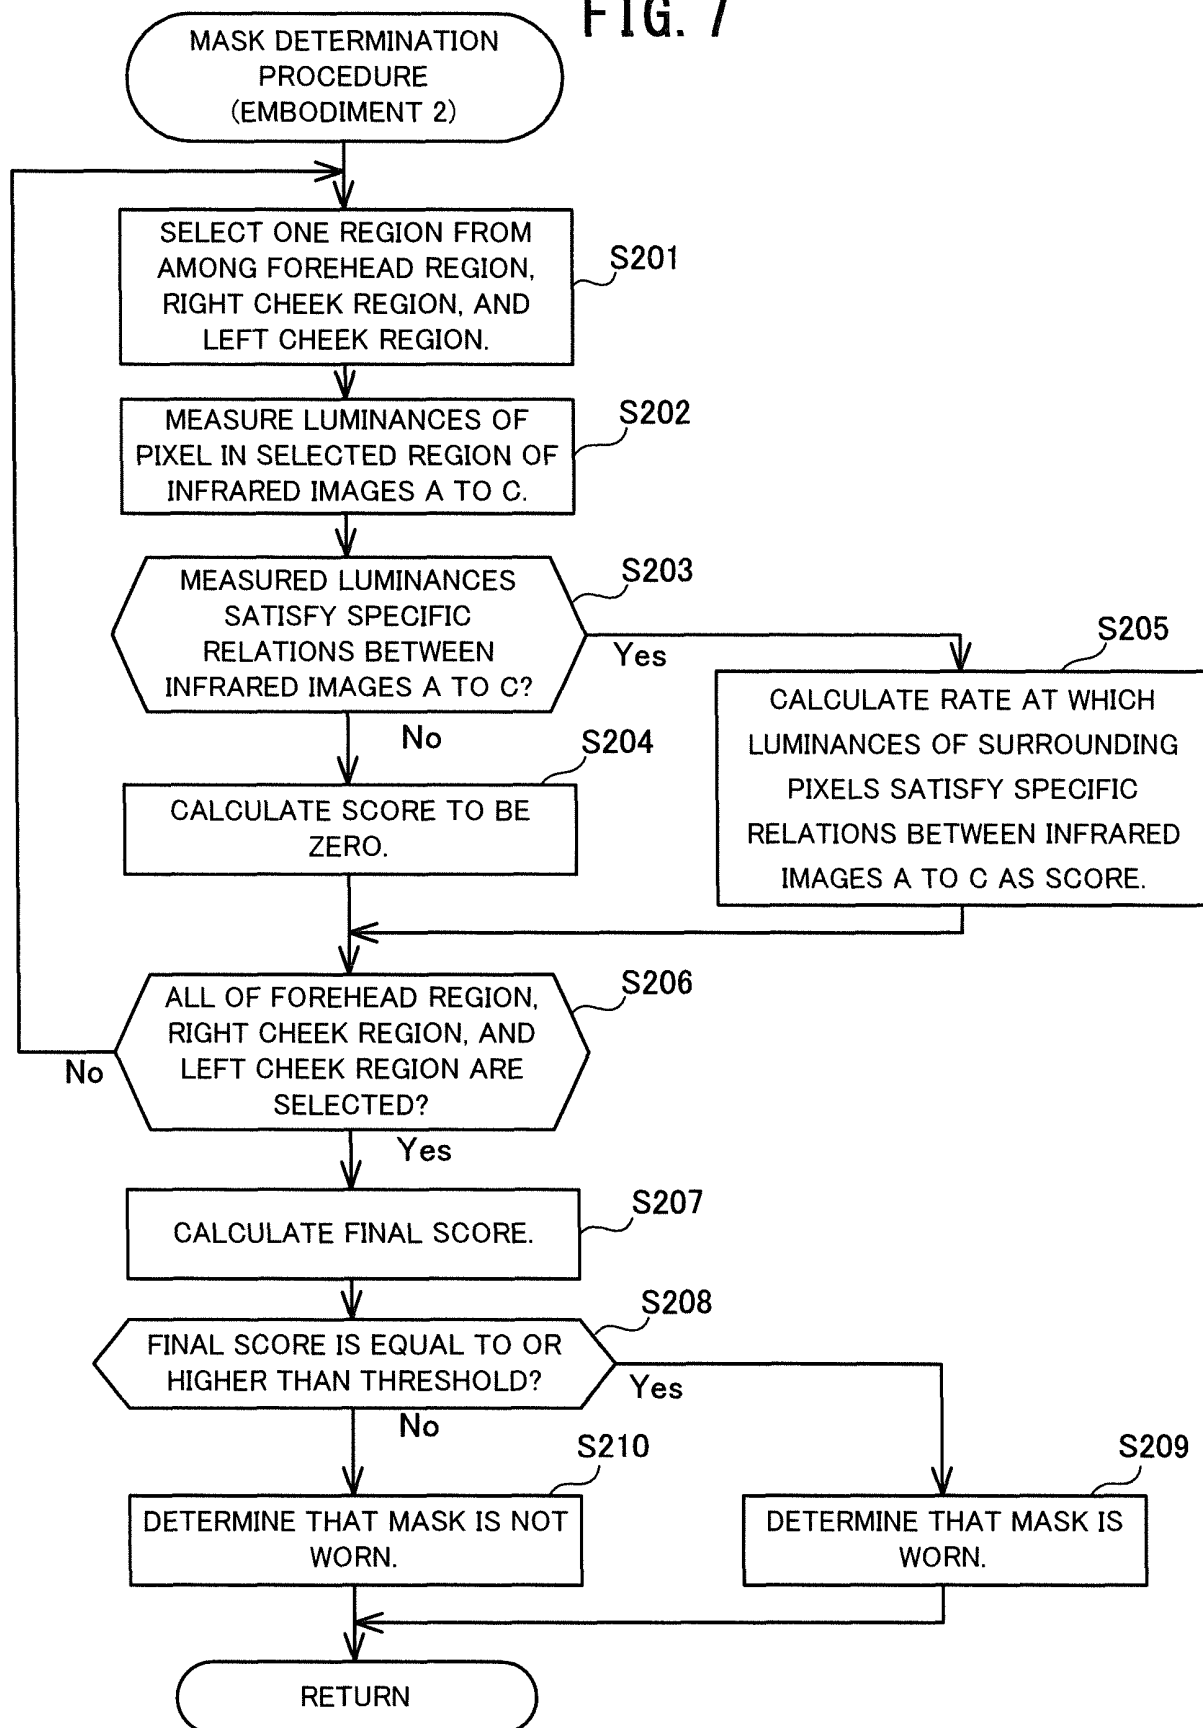 FIG. 7
MASK DETERMINATION
PROCEDURE
(EMBODIMENT 2)
SELECT ONE REGION FROM
AMONG FOREHEAD REGION,
RIGHT CHEEK REGION, AND
LEFT CHEEK REGION.
S201
MEASURE LUMINANCES OF
PIXEL IN SELECTED REGION OF
INFRARED IMAGES A TO C.
S202
MEASURED LUMINANCES
SATISFY SPECIFIC
RELATIONS BETWEEN
INFRARED IMAGES A TO C?
S203
Yes
No
S205
CALCULATE RATE AT WHICH
LUMINANCES OF SURROUNDING
PIXELS SATISFY SPECIFIC
RELATIONS BETWEEN INFRARED
IMAGES A TO C AS SCORE.
S204
CALCULATE SCORE TO BE
ZERO.
ALL OF FOREHEAD REGION,
RIGHT CHEEK REGION, AND
LEFT CHEEK REGION ARE
SELECTED?
S206
No
Yes
CALCULATE FINAL SCORE.
S207
FINAL SCORE IS EQUAL TO OR
HIGHER THAN THRESHOLD?
S208
Yes
No
S210
DETERMINE THAT MASK IS NOT
WORN.
S209
DETERMINE THAT MASK IS
WORN.
RETURN